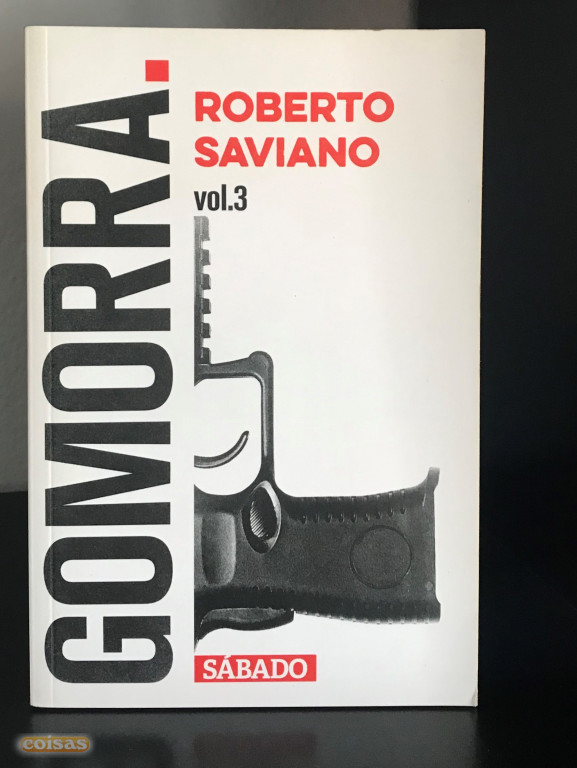 GOMORRA.
ROBERTO
SAVIANO
vol.3
SÁBADO
coisas